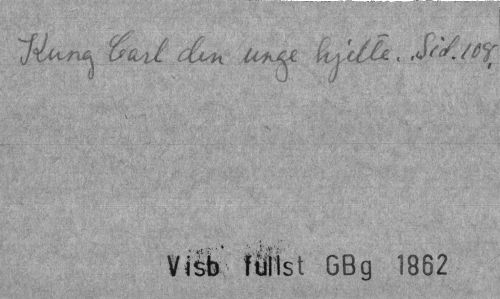 Kung Carl den unge hjelte. Sid. 108.
Visb fullst GBg 1862